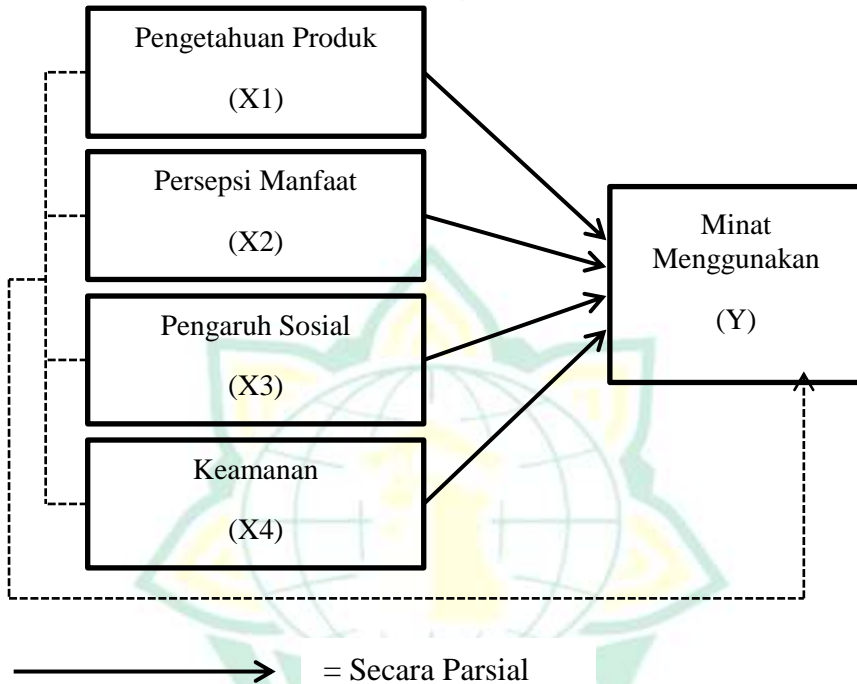 Pengetahuan Produk
(X1)
Persepsi Manfaat
(X2)
Pengaruh Sosial
(X3)
Keamanan
(X4)
Minat
Menggunakan
(Y)
= Secara Parsial